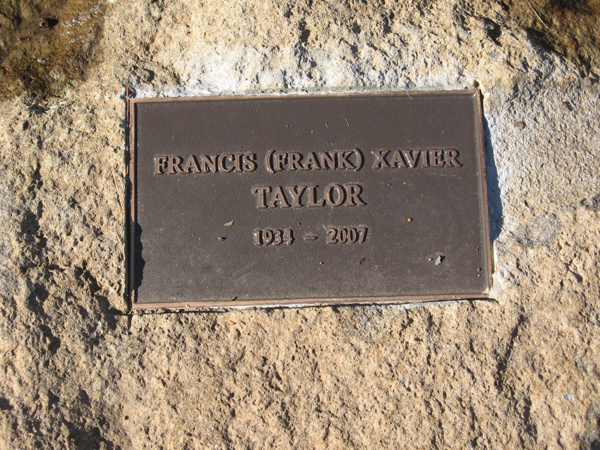 FRANCIS (FRANK) XAVIER
TAYLOR
1934 - 2007